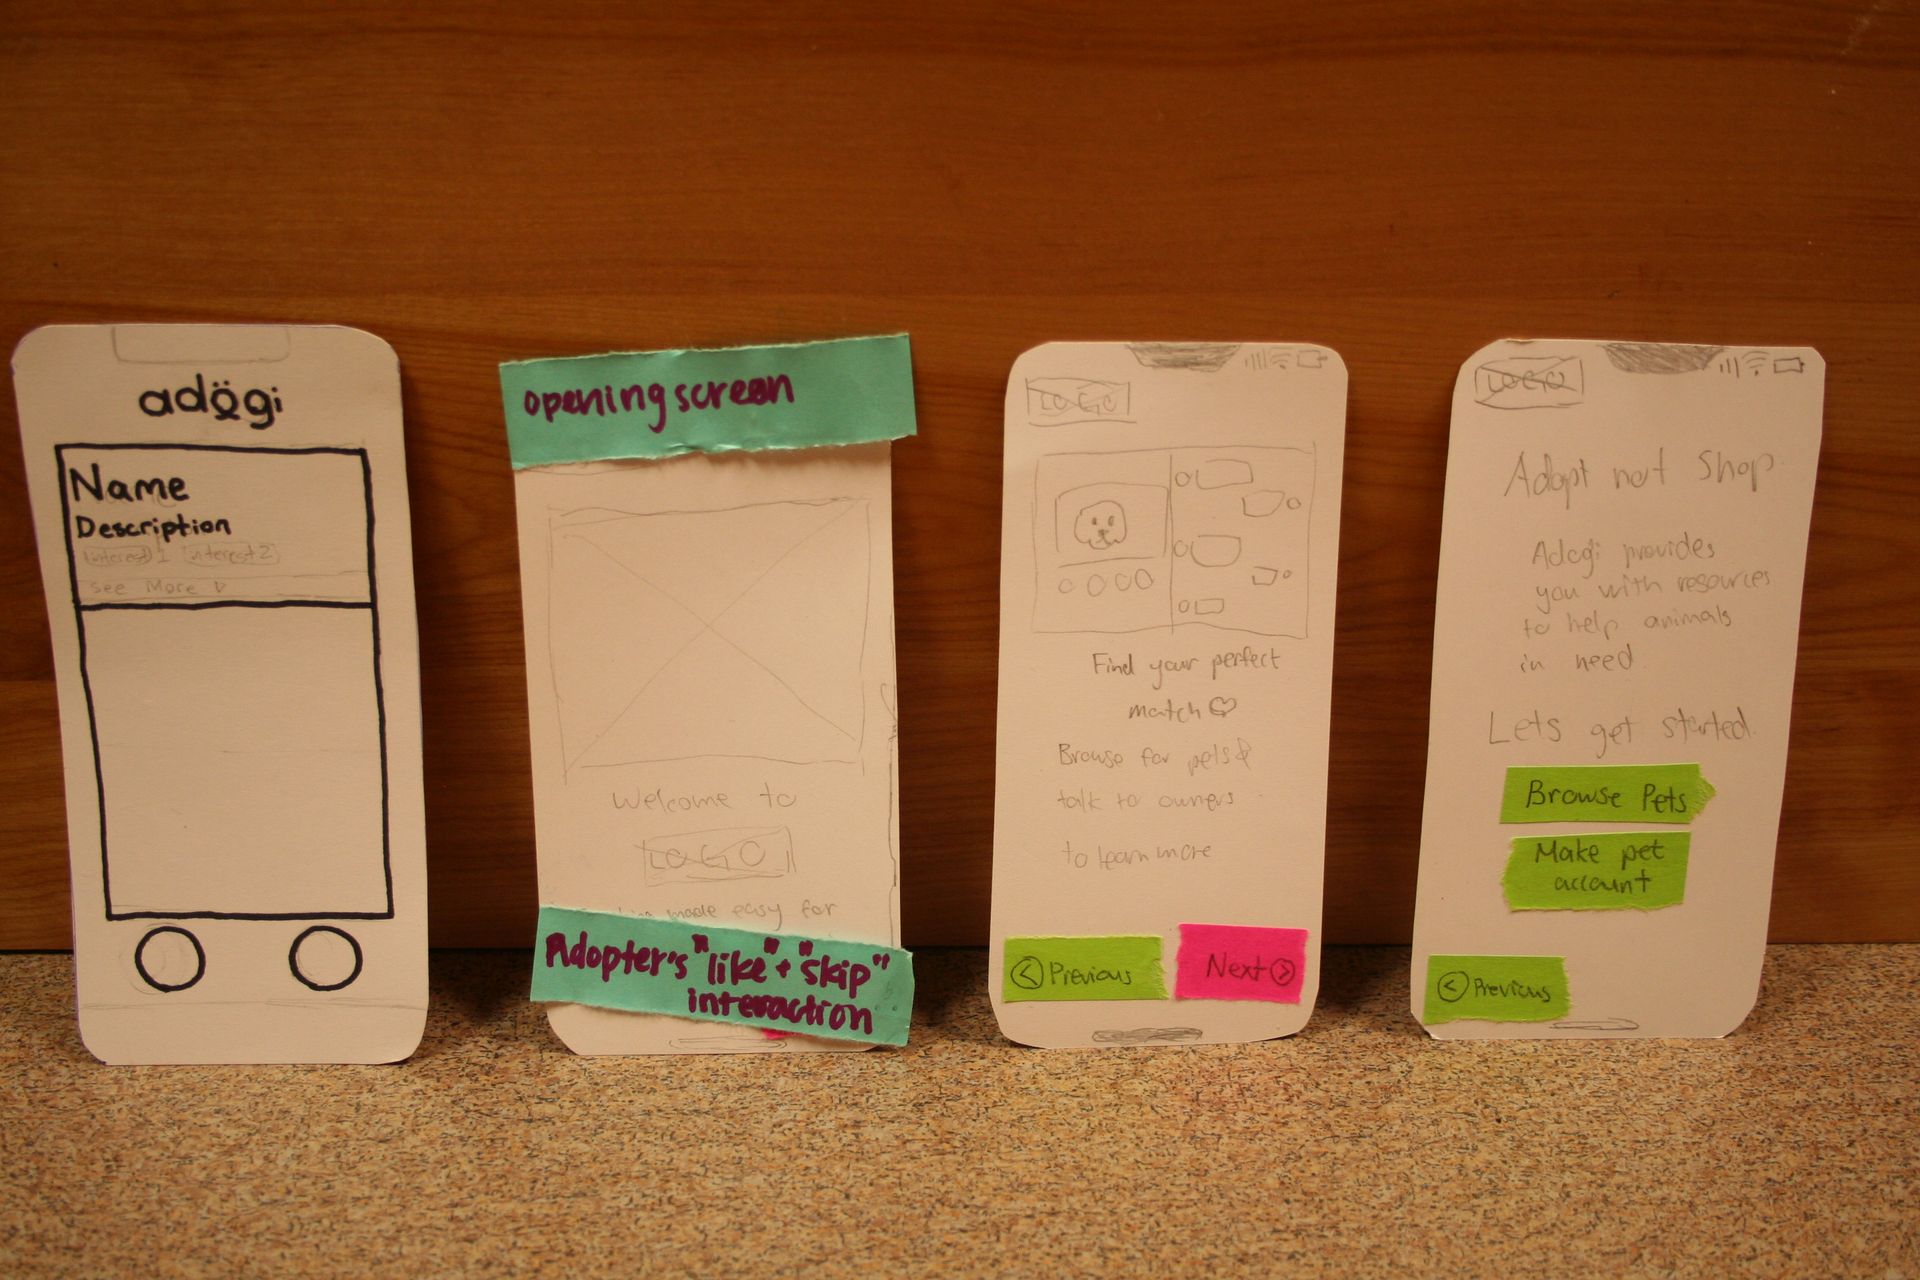 adögi
Name
Description
interest 1 interest 2
See More V
opening screen
Welcome to
LOGO
made easy for
Adopter's "like" + "skip"
interaction
LOGO
Find your perfect
match ♡
Browse for pets &
talk to owners
to learn more
< Previous
Next >
LOGO
Adopt not Shop
Adogi provides
you with resources
to help animals
in need
Lets get started
Browse Pets
Make pet
account
< Previous